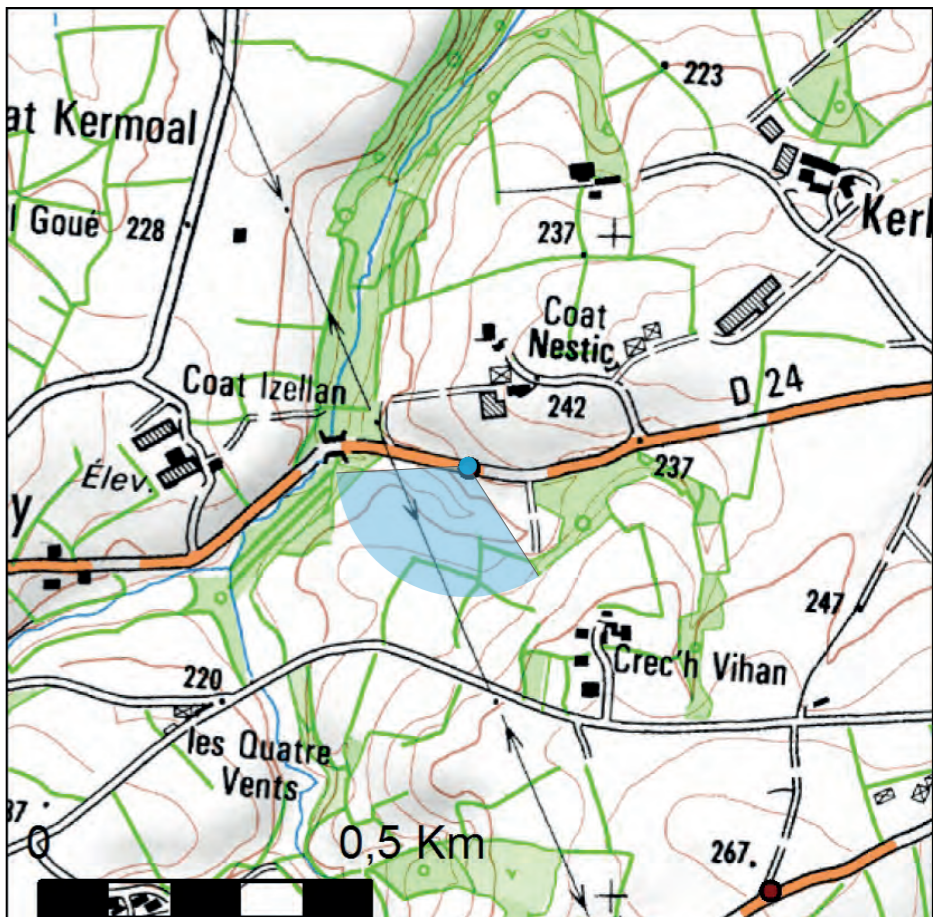 223
at Kermoal
l Goué 228
237
Kerl
Coat
Nestic
Coat Izellan
D 24
242
237
Élev.
y
247
Crec'h Vihan
220
les Quatre
Vents
37
0 0,5 Km
267